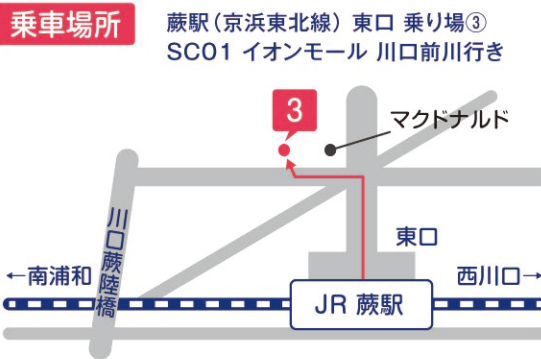 乗車場所
蕨駅（京浜東北線）東口 乗り場③
SC01 イオンモール 川口前川行き
3
マクドナルド
川口蕨陸橋
東口
←南浦和
西川口→
JR 蕨駅